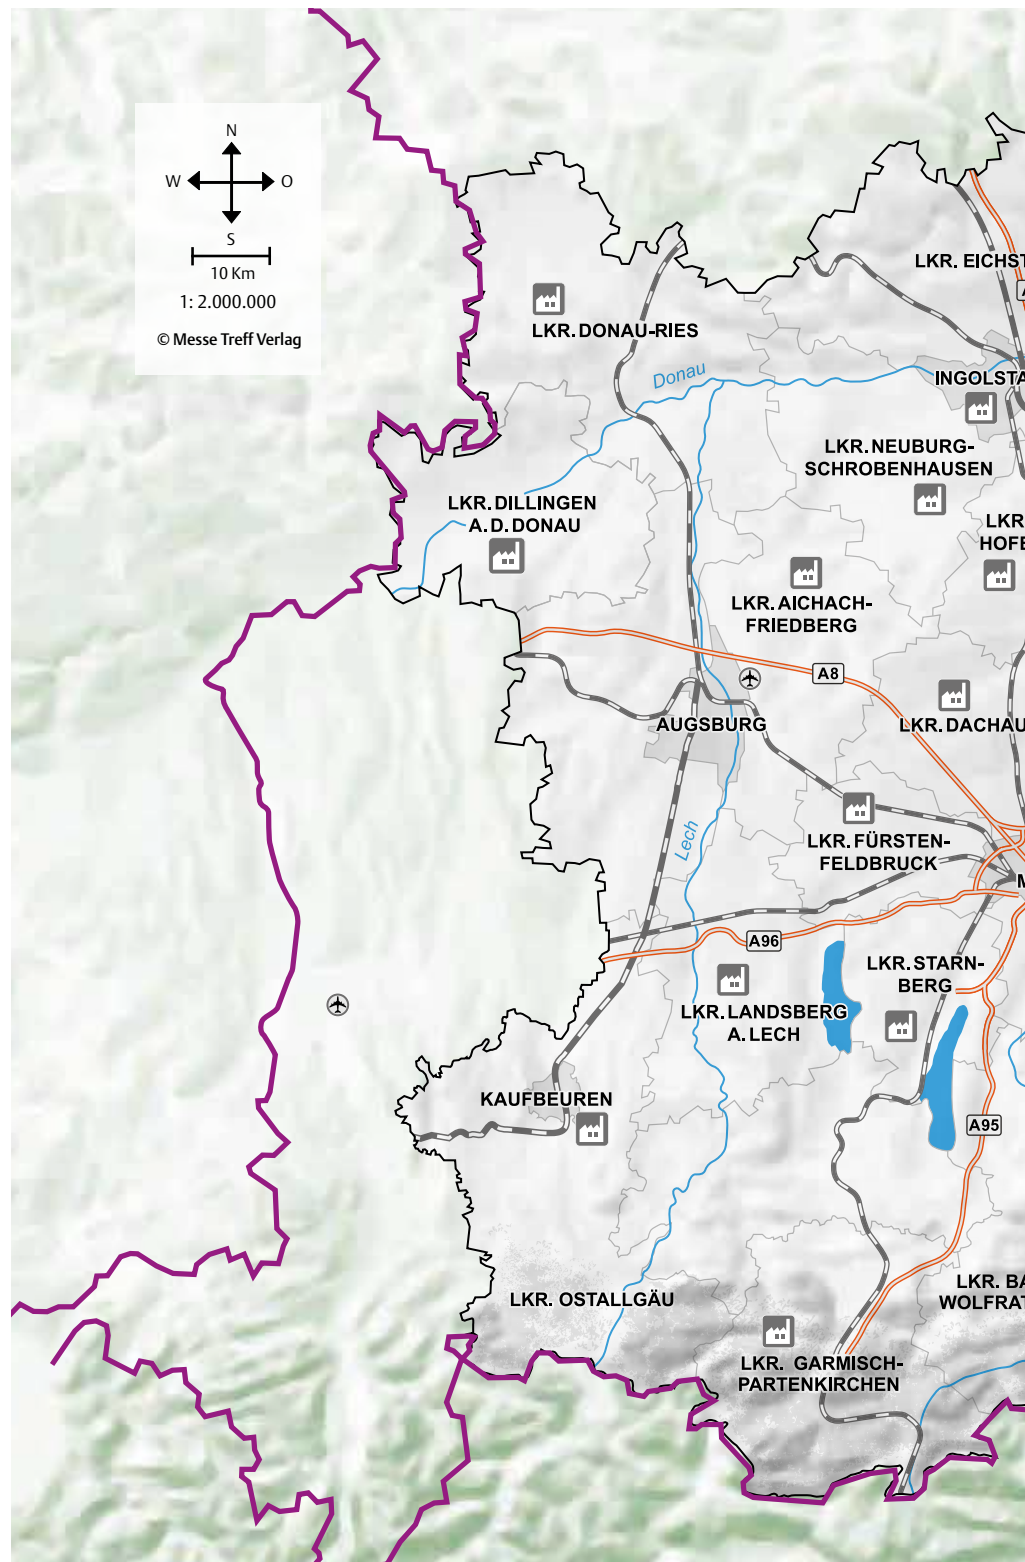 N
W
O
S
10 Km
1: 2.000.000
© Messe Treff Verlag
LKR. EICHST
A
LKR. DONAU-RIES
Donau
INGOLSTA
LKR. NEUBURG-
SCHROBENHAUSEN
LKR. DILLINGEN
A. D. DONAU
LKR.
HOFE
LKR. AICHACH-
FRIEDBERG
A8
AUGSBURG
LKR. DACHAU
LKR. FÜRSTEN-
FELDBRUCK
Lech
M
A96
LKR. STARN-
BERG
LKR. LANDSBERG
A. LECH
KAUFBEUREN
A95
LKR. OSTALLGÄU
LKR. BA
WOLFRAT
LKR. GARMISCH-
PARTENKIRCHEN